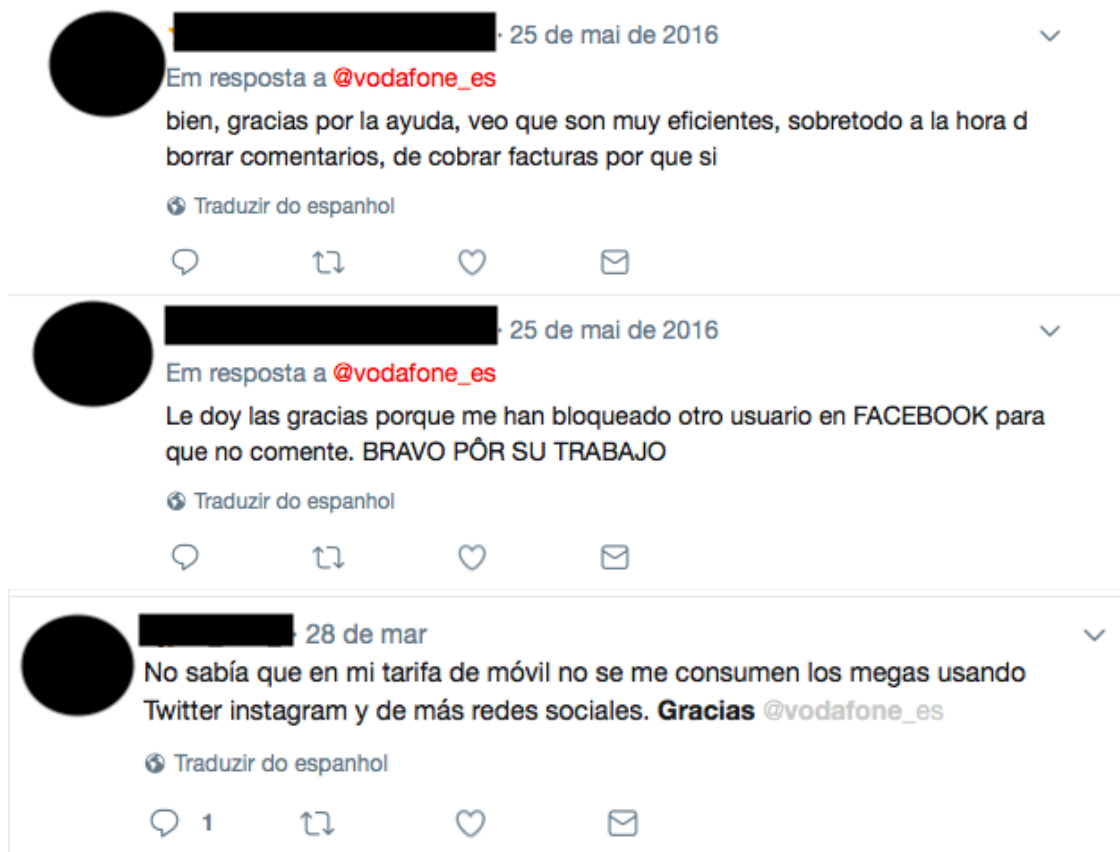 · 25 de mai de 2016
Em resposta a @vodafone_es
bien, gracias por la ayuda, veo que son muy eficientes, sobretodo a la hora d
borrar comentarios, de cobrar facturas por que si
Traduzir do espanhol
· 25 de mai de 2016
Em resposta a @vodafone_es
Le doy las gracias porque me han bloqueado otro usuario en FACEBOOK para
que no comente. BRAVO PÔR SU TRABAJO
Traduzir do espanhol
· 28 de mar
No sabía que en mi tarifa de móvil no se me consumen los megas usando
Twitter instagram y de más redes sociales. Gracias @vodafone_es
Traduzir do espanhol
1